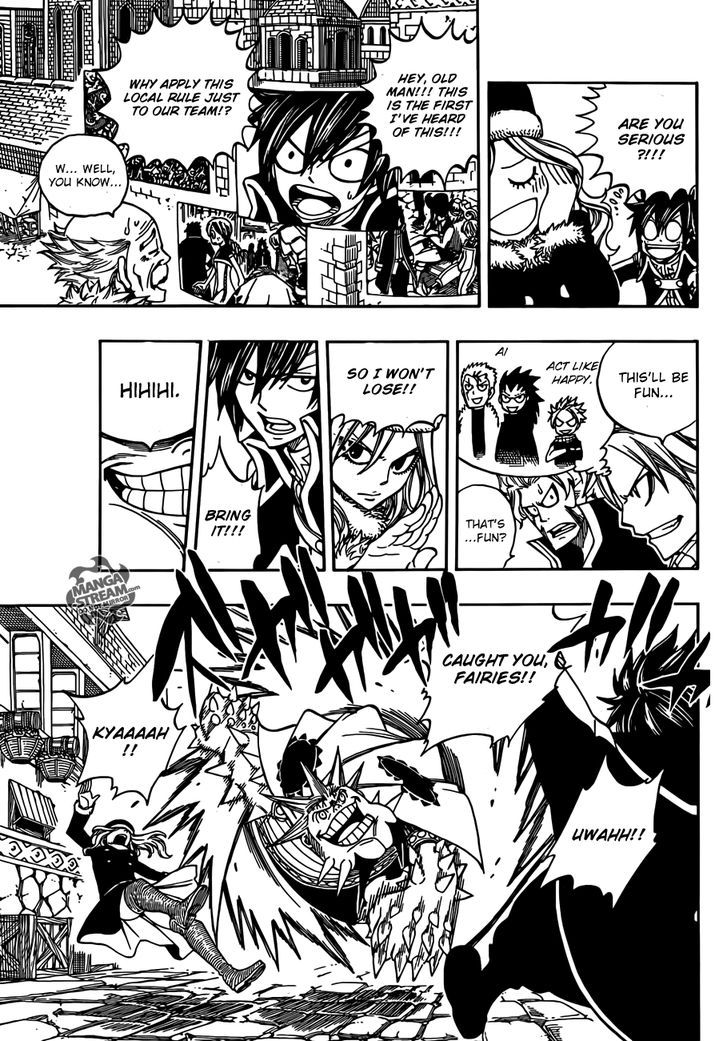 ARE YOU
SERIOUS
?!!!
HEY, OLD
MAN!!! THIS
IS THE FIRST
I'VE HEARD
OF THIS!!!
WHY APPLY THIS
LOCAL RULE JUST
TO OUR TEAM!?
W... WELL,
YOU KNOW...
THIS'LL BE
FUN...
ACT LIKE
HAPPY.
AI
THAT'S
...FUN?
SO I WON'T
LOSE!!
BRING
IT!!!
HIHIHI.
MANGA
STREAM.com
CAUGHT YOU,
FAIRIES!!
UWAHH!!
KYAAAAH
!!